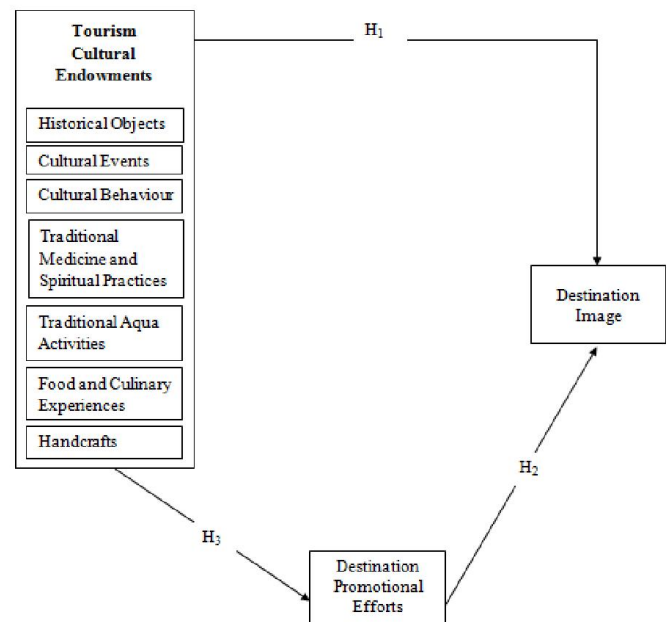 Tourism
Cultural
Endowments
Historical Objects
Cultural Events
Cultural Behaviour
Traditional
Medicine and
Spiritual Practices
Traditional Aqua
Activities
Food and Culinary
Experiences
Handcrafts
H₁
Destination
Image
H₂
H₃
Destination
Promotional
Efforts